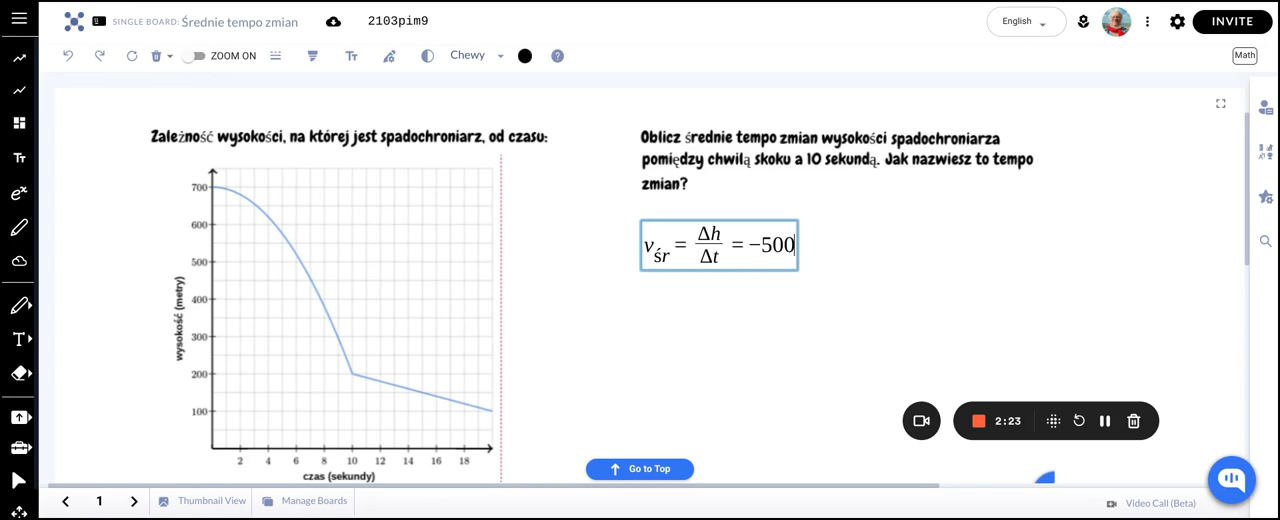 SINGLE BOARD: Średnie tempo zmian
2103pim9
English
INVITE
ZOOM ON
Chewy
Math
Zależność wysokości, na której jest spadochroniarz, od czasu:
wysokość (metry)
700
600
500
400
300
200
100
2 4 6 8 10 12 14 16 18
czas (sekundy)
Oblicz średnie tempo zmian wysokości spadochroniarza
pomiędzy chwilą skoku a 10 sekundą. Jak nazwiesz to tempo
zmian?
v_śr = Δh/Δt = −500
2:23
Go to Top
1
Thumbnail View
Manage Boards
Video Call (Beta)